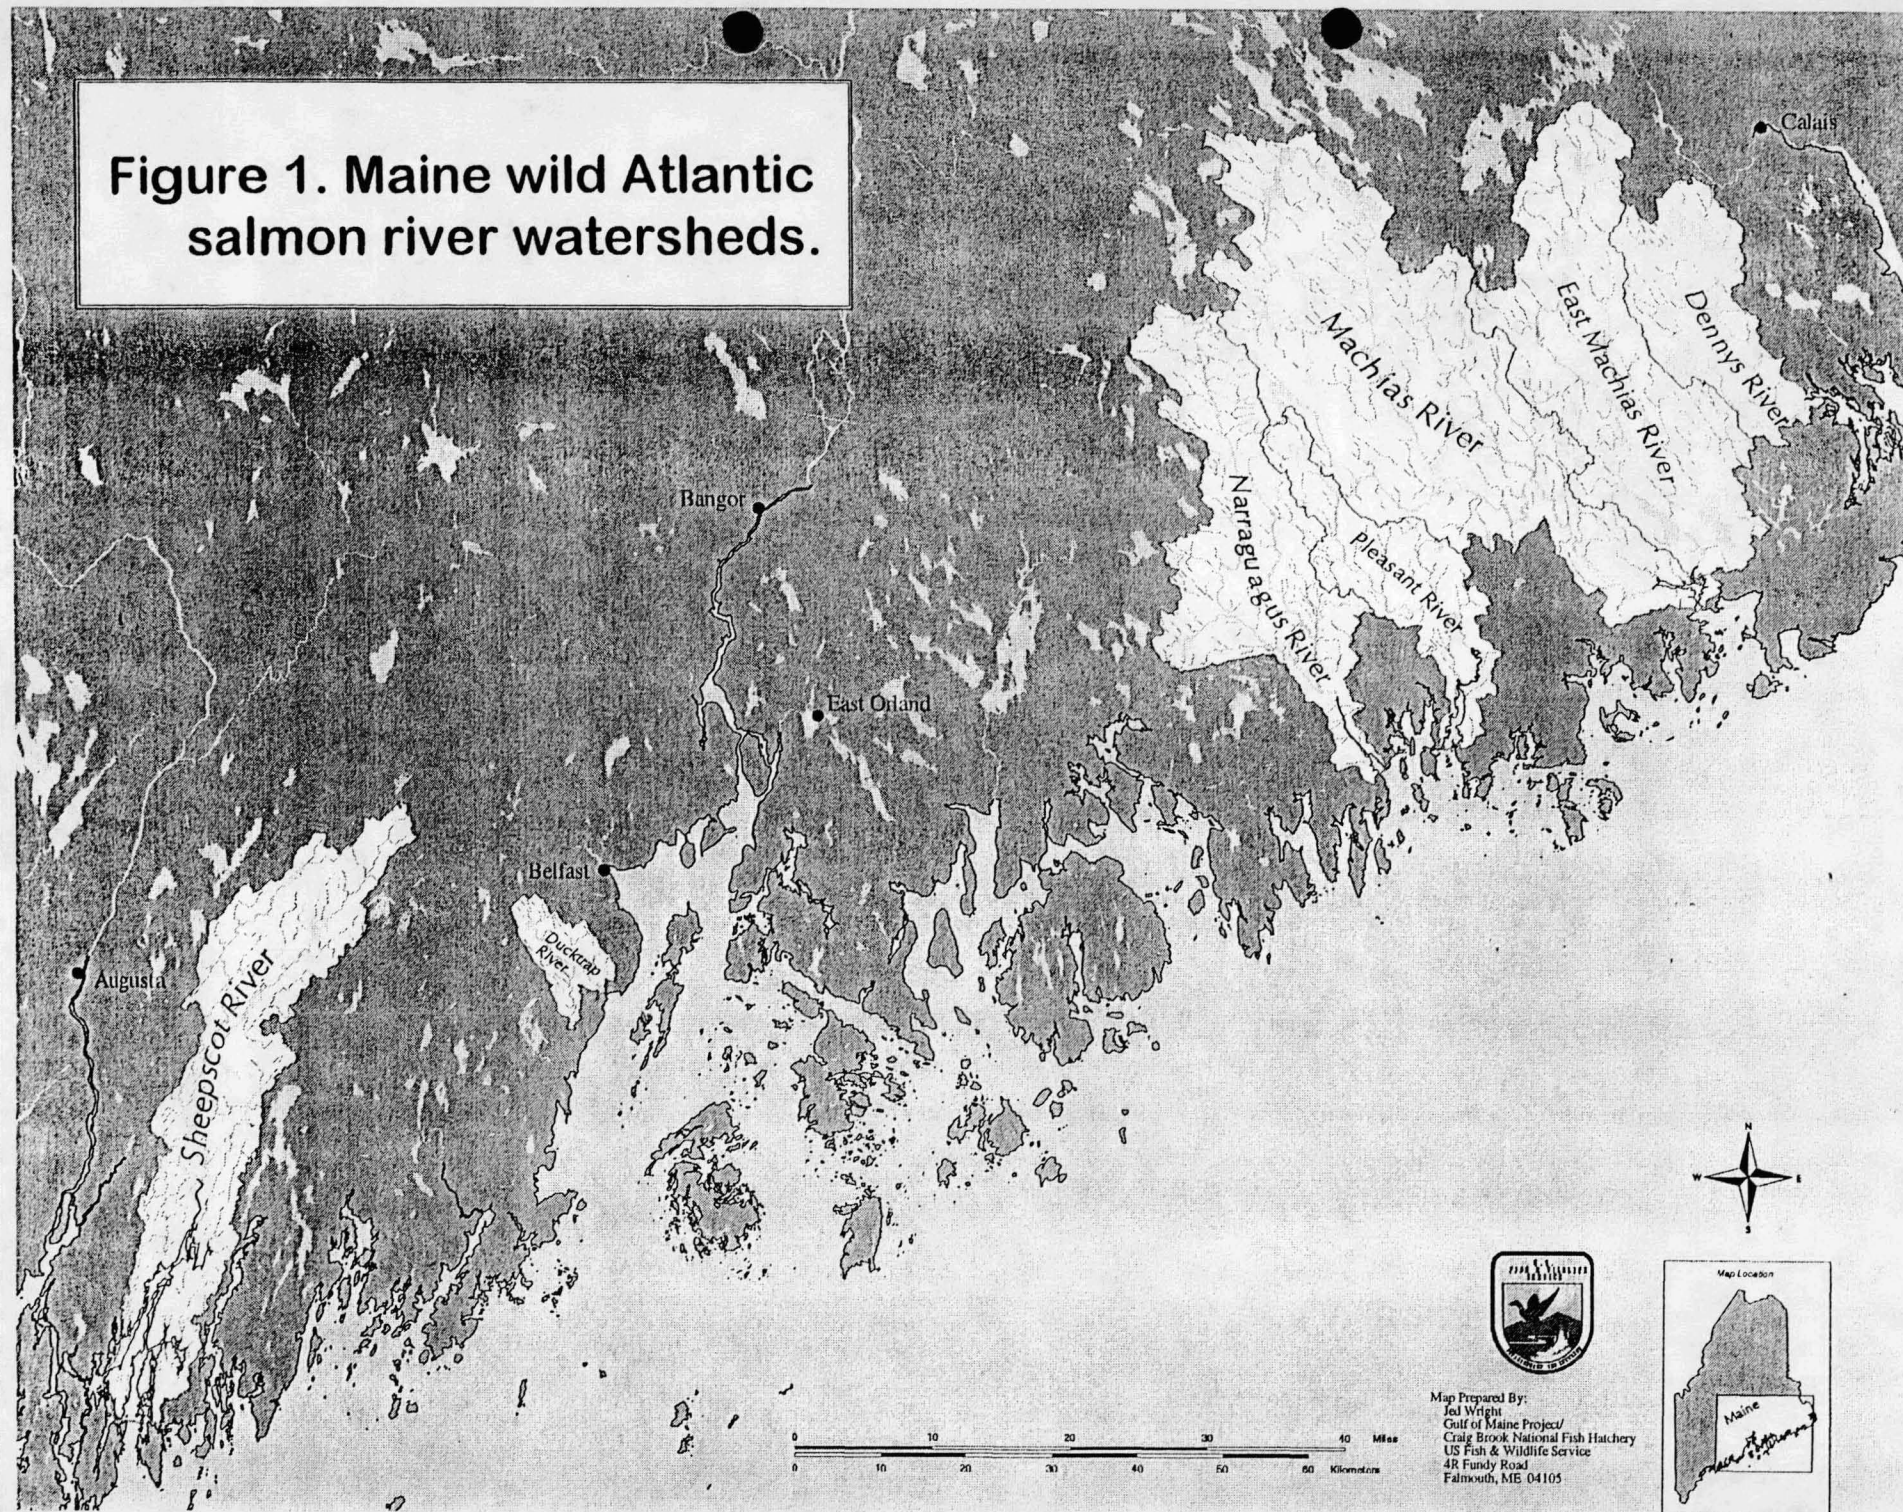 Figure 1. Maine wild Atlantic
salmon river watersheds.
Calais
Dennys River
East Machias River
Machias River
Bangor
Narraguagus River
Pleasant River
East Orland
Belfast
Ducktrap
River
Augusta
Sheepscot River
N
W E
S
FISH & WILDLIFE
SERVICE
Map Location
Maine
Map Prepared By:
Jed Wright
Gulf of Maine Project/
Craig Brook National Fish Hatchery
US Fish & Wildlife Service
4R Fundy Road
Falmouth, ME 04105
0 10 20 30 40 Miles
0 10 20 30 40 50 60 Kilometers